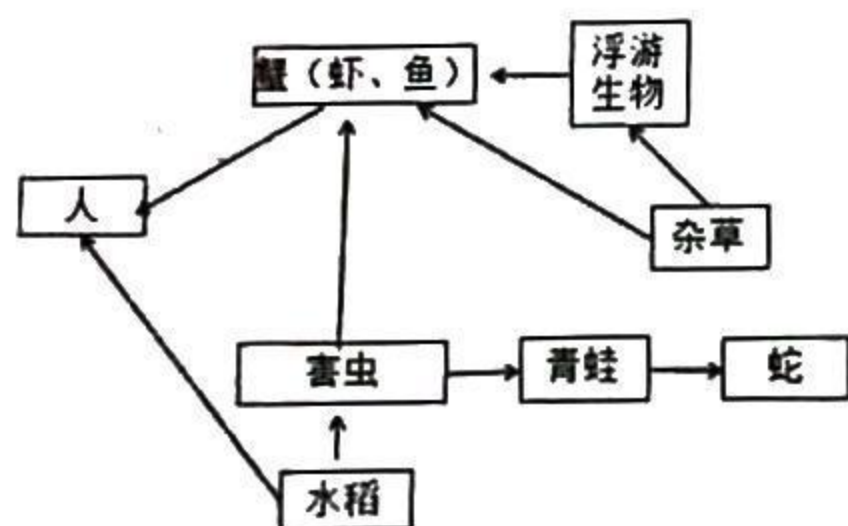 蟹（虾、鱼）
浮游
生物
人
杂草
害虫
青蛙
蛇
水稻